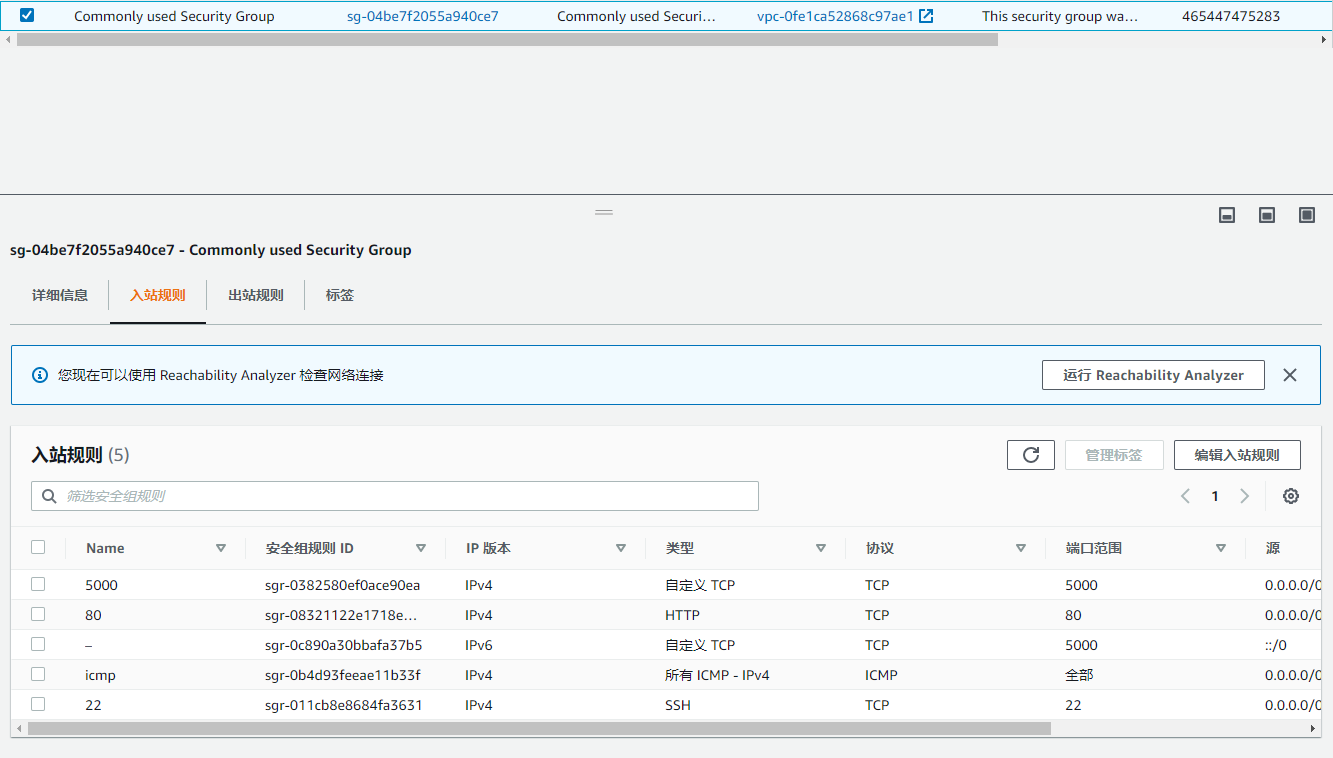 Commonly used Security Group sg-04be7f2055a940ce7 Commonly used Securi... vpc-0fe1ca52868c97ae1 This security group wa... 465447475283
sg-04be7f2055a940ce7 - Commonly used Security Group
详细信息 入站规则 出站规则 标签
您现在可以使用 Reachability Analyzer 检查网络连接 运行 Reachability Analyzer
入站规则 (5) 管理标签 编辑入站规则
筛选安全组规则 1
Name 安全组规则 ID IP 版本 类型 协议 端口范围 源
5000 sgr-0382580ef0ace90ea IPv4 自定义 TCP TCP 5000 0.0.0.0/0
80 sgr-08321122e1718e... IPv4 HTTP TCP 80 0.0.0.0/0
– sgr-0c890a30bbafa37b5 IPv6 自定义 TCP TCP 5000 ::/0
icmp sgr-0b4d93feeae11b33f IPv4 所有 ICMP - IPv4 ICMP 全部 0.0.0.0/0
22 sgr-011cb8e8684fa3631 IPv4 SSH TCP 22 0.0.0.0/0